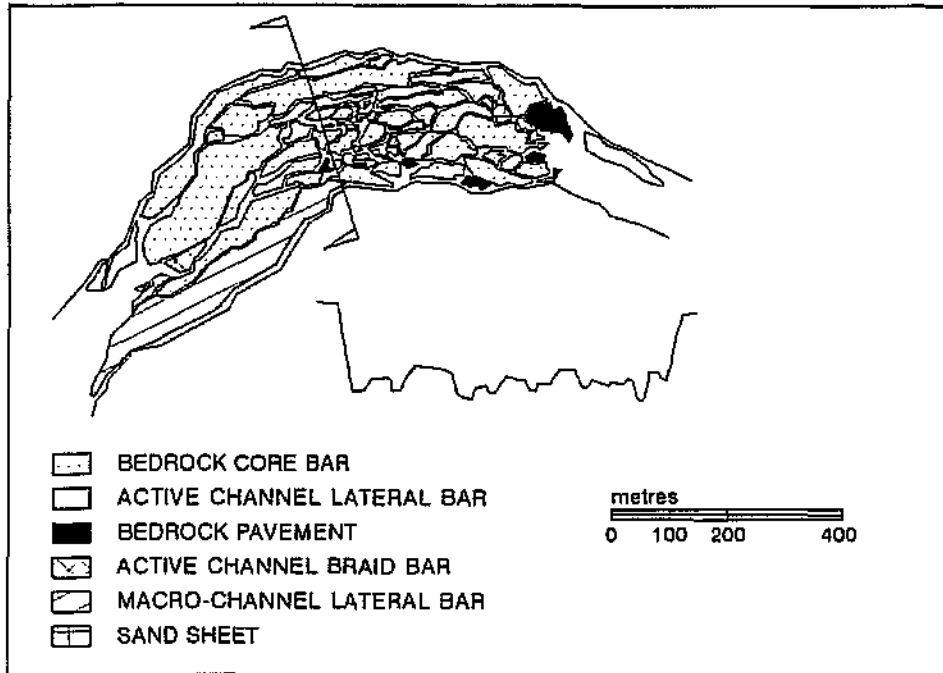 BEDROCK CORE BAR
ACTIVE CHANNEL LATERAL BAR
BEDROCK PAVEMENT
ACTIVE CHANNEL BRAID BAR
MACRO-CHANNEL LATERAL BAR
SAND SHEET
metres
0 100 200 400